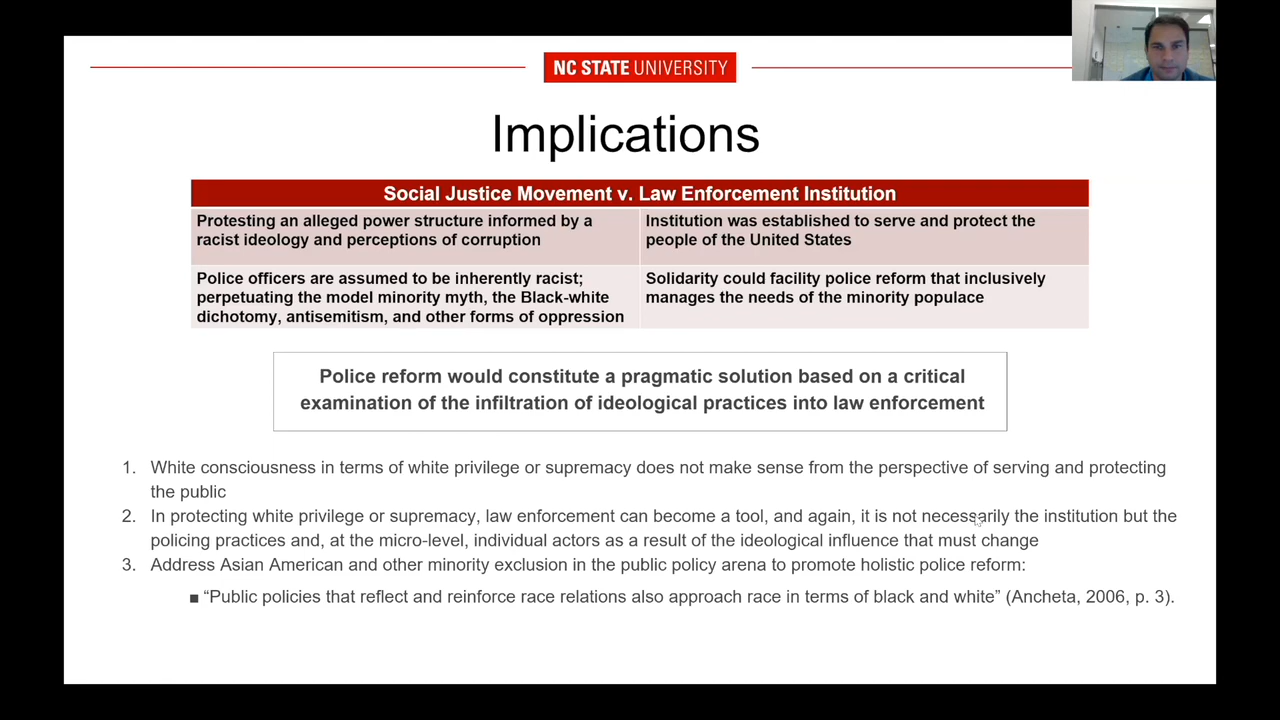 NC STATE UNIVERSITY
Implications
Social Justice Movement v. Law Enforcement Institution
Protesting an alleged power structure informed by a
racist ideology and perceptions of corruption
Institution was established to serve and protect the
people of the United States
Police officers are assumed to be inherently racist;
perpetuating the model minority myth, the Black-white
dichotomy, antisemitism, and other forms of oppression
Solidarity could facility police reform that inclusively
manages the needs of the minority populace
Police reform would constitute a pragmatic solution based on a critical
examination of the infiltration of ideological practices into law enforcement
1. White consciousness in terms of white privilege or supremacy does not make sense from the perspective of serving and protecting
the public
2. In protecting white privilege or supremacy, law enforcement can become a tool, and again, it is not necessarily the institution but the
policing practices and, at the micro-level, individual actors as a result of the ideological influence that must change
3. Address Asian American and other minority exclusion in the public policy arena to promote holistic police reform:
■ “Public policies that reflect and reinforce race relations also approach race in terms of black and white” (Ancheta, 2006, p. 3).